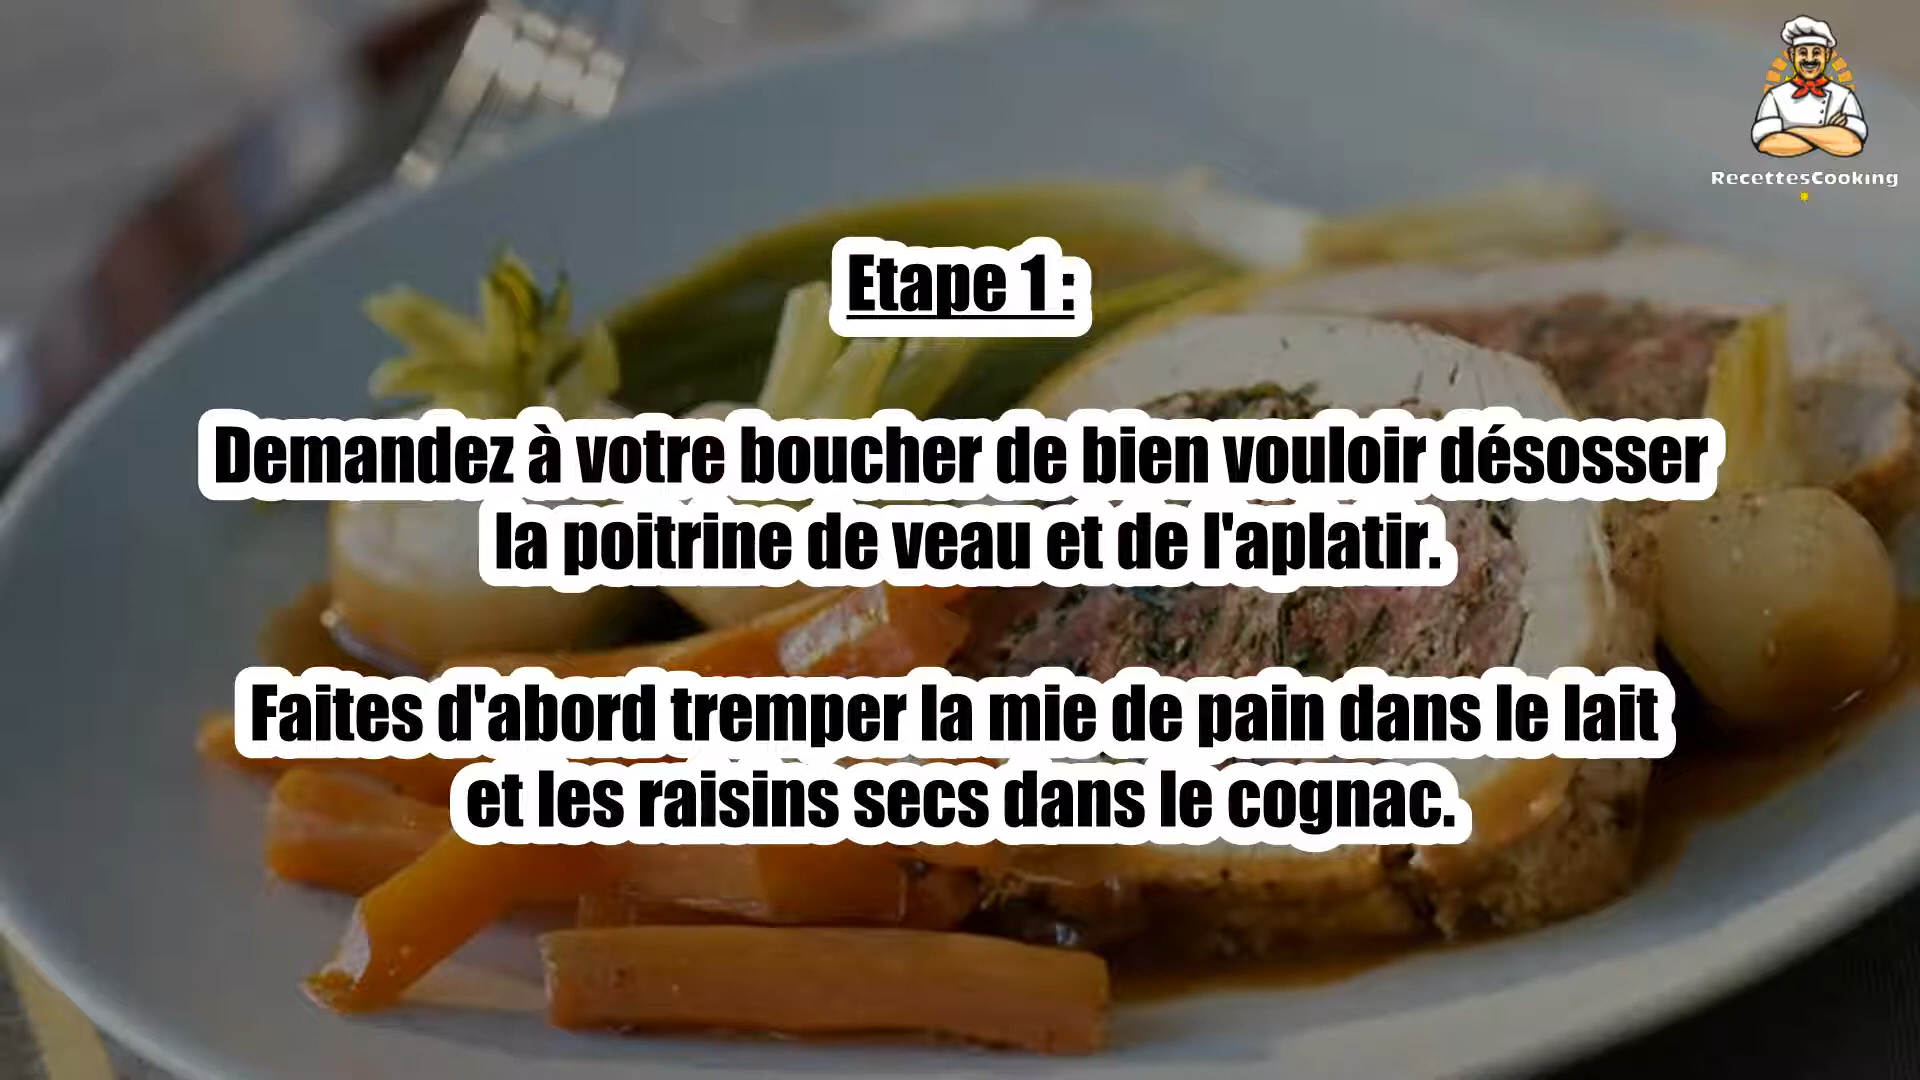 RecettesCooking
Etape 1 :
Demandez à votre boucher de bien vouloir désosser
la poitrine de veau et de l'aplatir.
Faites d'abord tremper la mie de pain dans le lait
et les raisins secs dans le cognac.